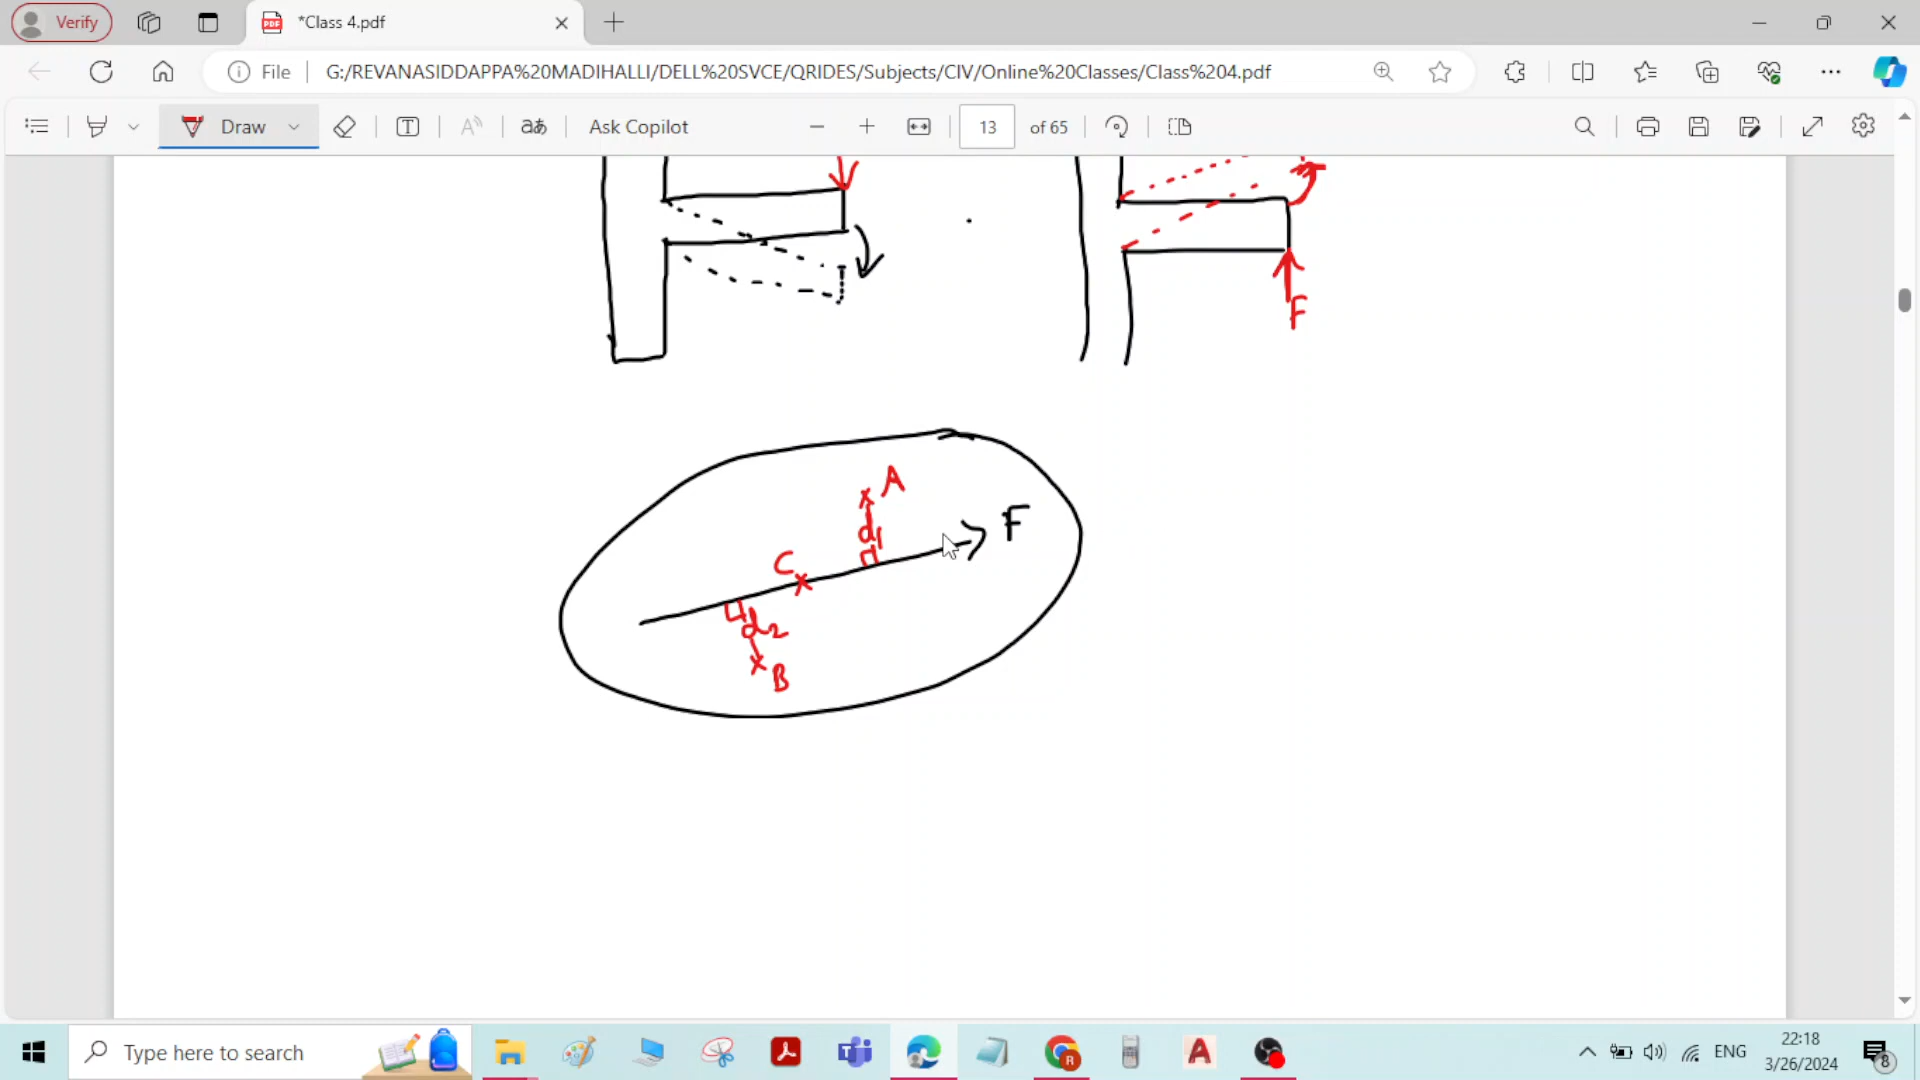 Verify
*Class 4.pdf
File
G:/REVANASIDDAPPA%20MADIHALLI/DELL%20SVCE/QRIDES/Subjects/CIV/Online%20Classes/Class%204.pdf
Draw
Ask Copilot
13
of 65
F
A
d1
F
C
d2
B
Type here to search
ENG
22:18
3/26/2024
8